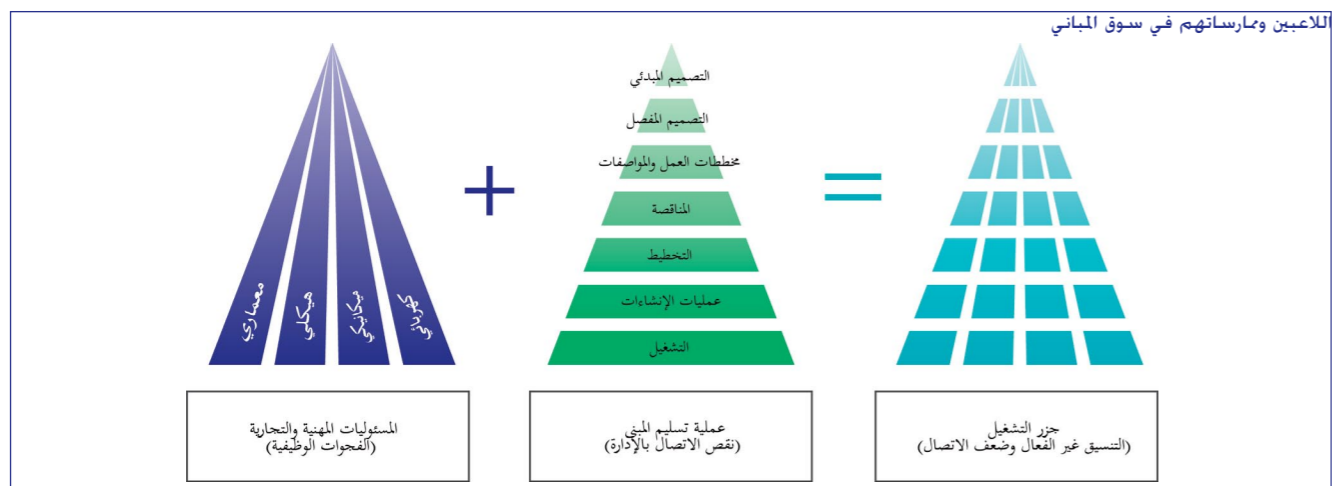 اللاعبين وممارساتهم في سوق المباني
معماري
هيكلي
ميكانيكي
كهربائي
+
التصميم المبدئي
التصميم المفصل
مخططات العمل والمواصفات
المناقصة
التخطيط
عمليات الإنشاءات
التشغيل
=
المسئوليات المهنية والتجارية
(الفجوات الوظيفية)
عملية تسليم المبنى
(نقص الاتصال بالإدارة)
جزر التشغيل
(التنسيق غير الفعال وضعف الاتصال)